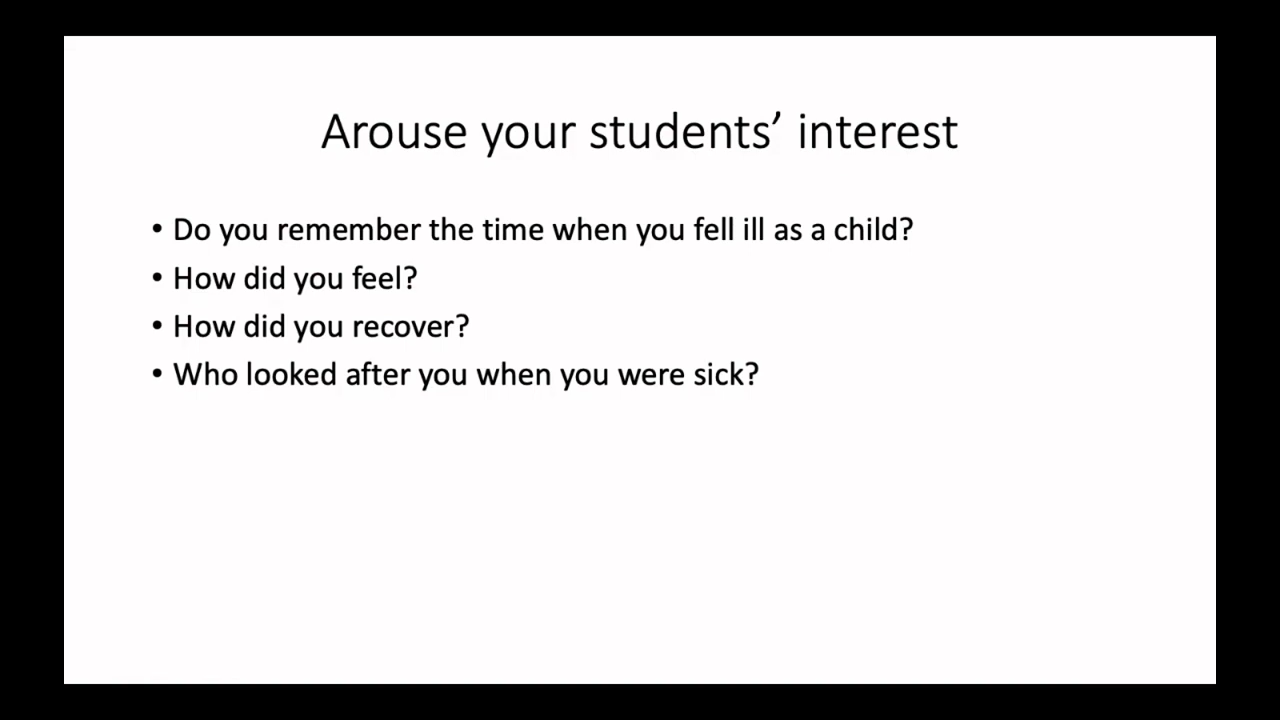 Arouse your students’ interest
• Do you remember the time when you fell ill as a child?
• How did you feel?
• How did you recover?
• Who looked after you when you were sick?